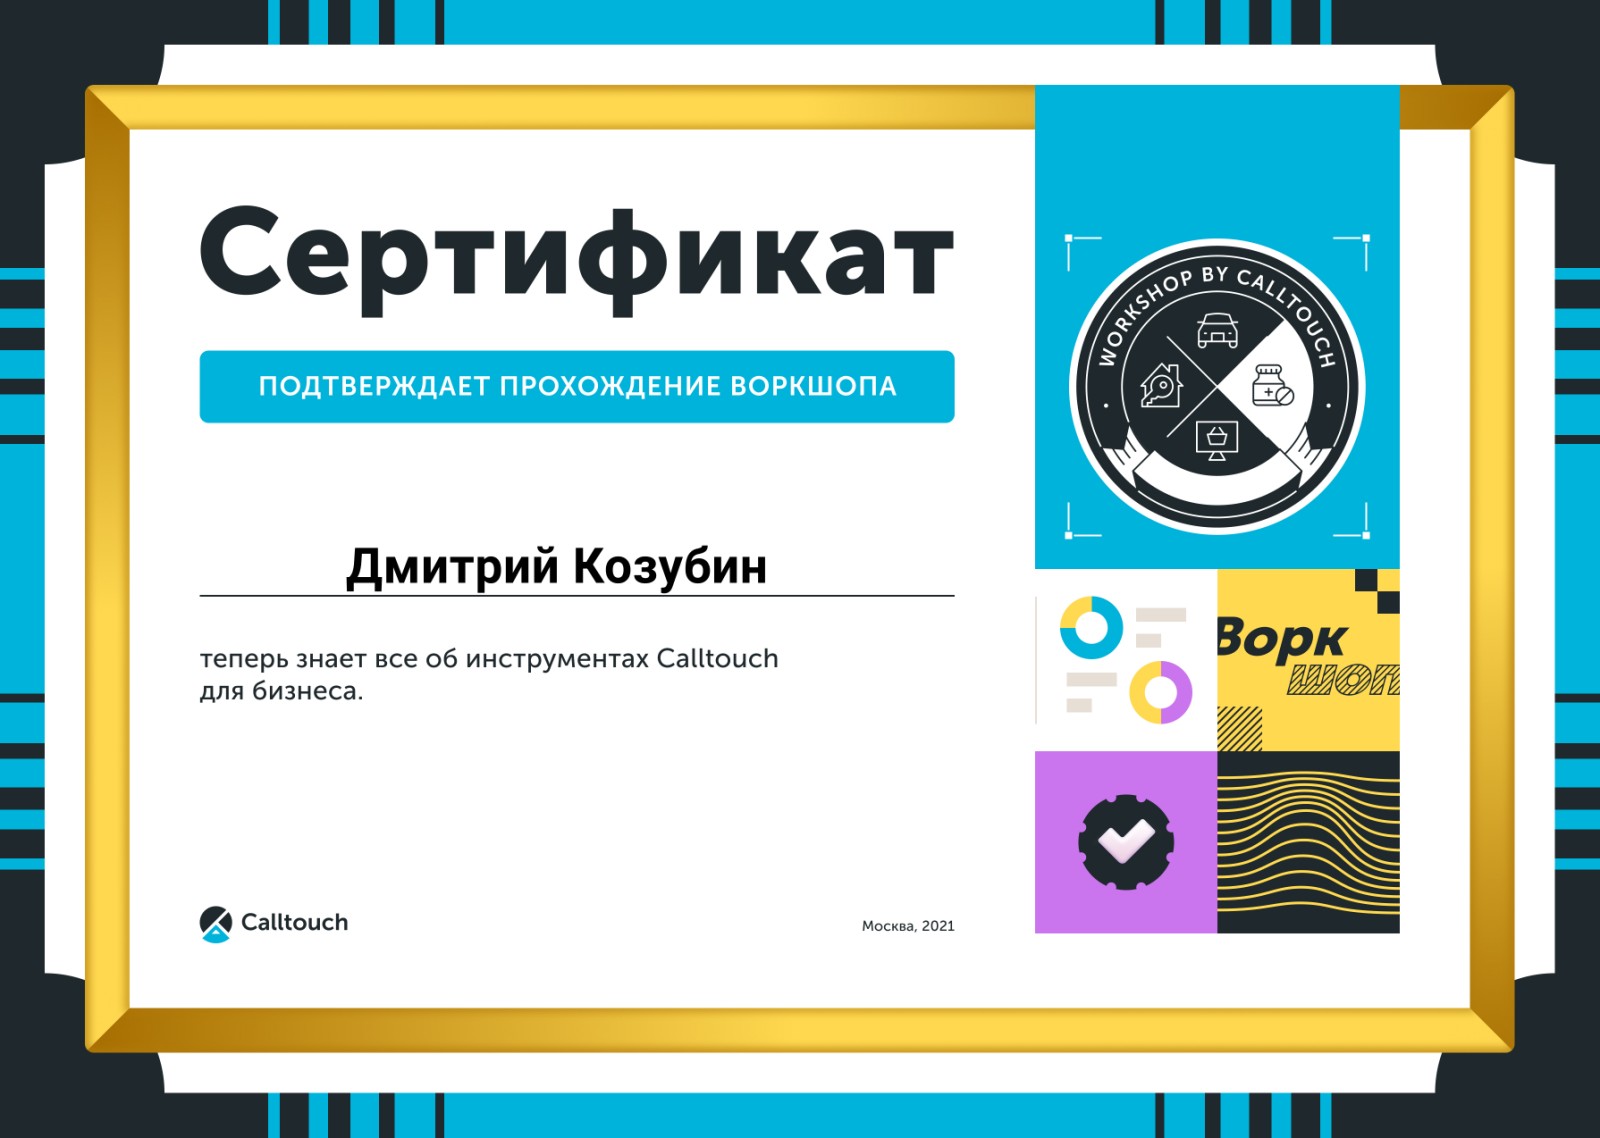 Сертификат
ПОДТВЕРЖДАЕТ ПРОХОЖДЕНИЕ ВОРКШОПА
WORKSHOP BY CALLTOUCH
Дмитрий Козубин
теперь знает все об инструментах Calltouch
для бизнеса.
Ворк
шоп
Calltouch
Москва, 2021